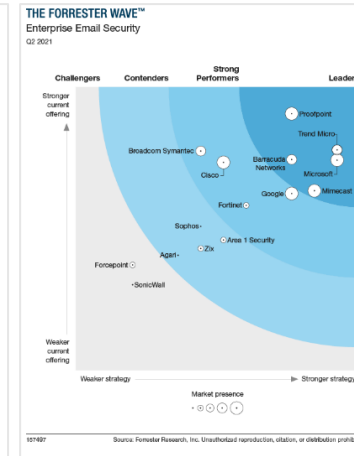 THE FORRESTER WAVE™
Enterprise Email Security
Q2 2021
Challengers
Contenders
Strong
Performers
Leade
Stronger
current
offering
Proofpoint
Trend Micro
Broadcom Symantec
Barracuda
Networks
Cisco
Microsoft
Google
Mimecast
Fortinet
Sophos
Area 1 Security
Zix
Agari
Forcepoint
SonicWall
Weaker
current
offering
Weaker strategy
Stronger strategy
Market presence
157497
Source: Forrester Research, Inc. Unauthorized reproduction, citation, or distribution prohib